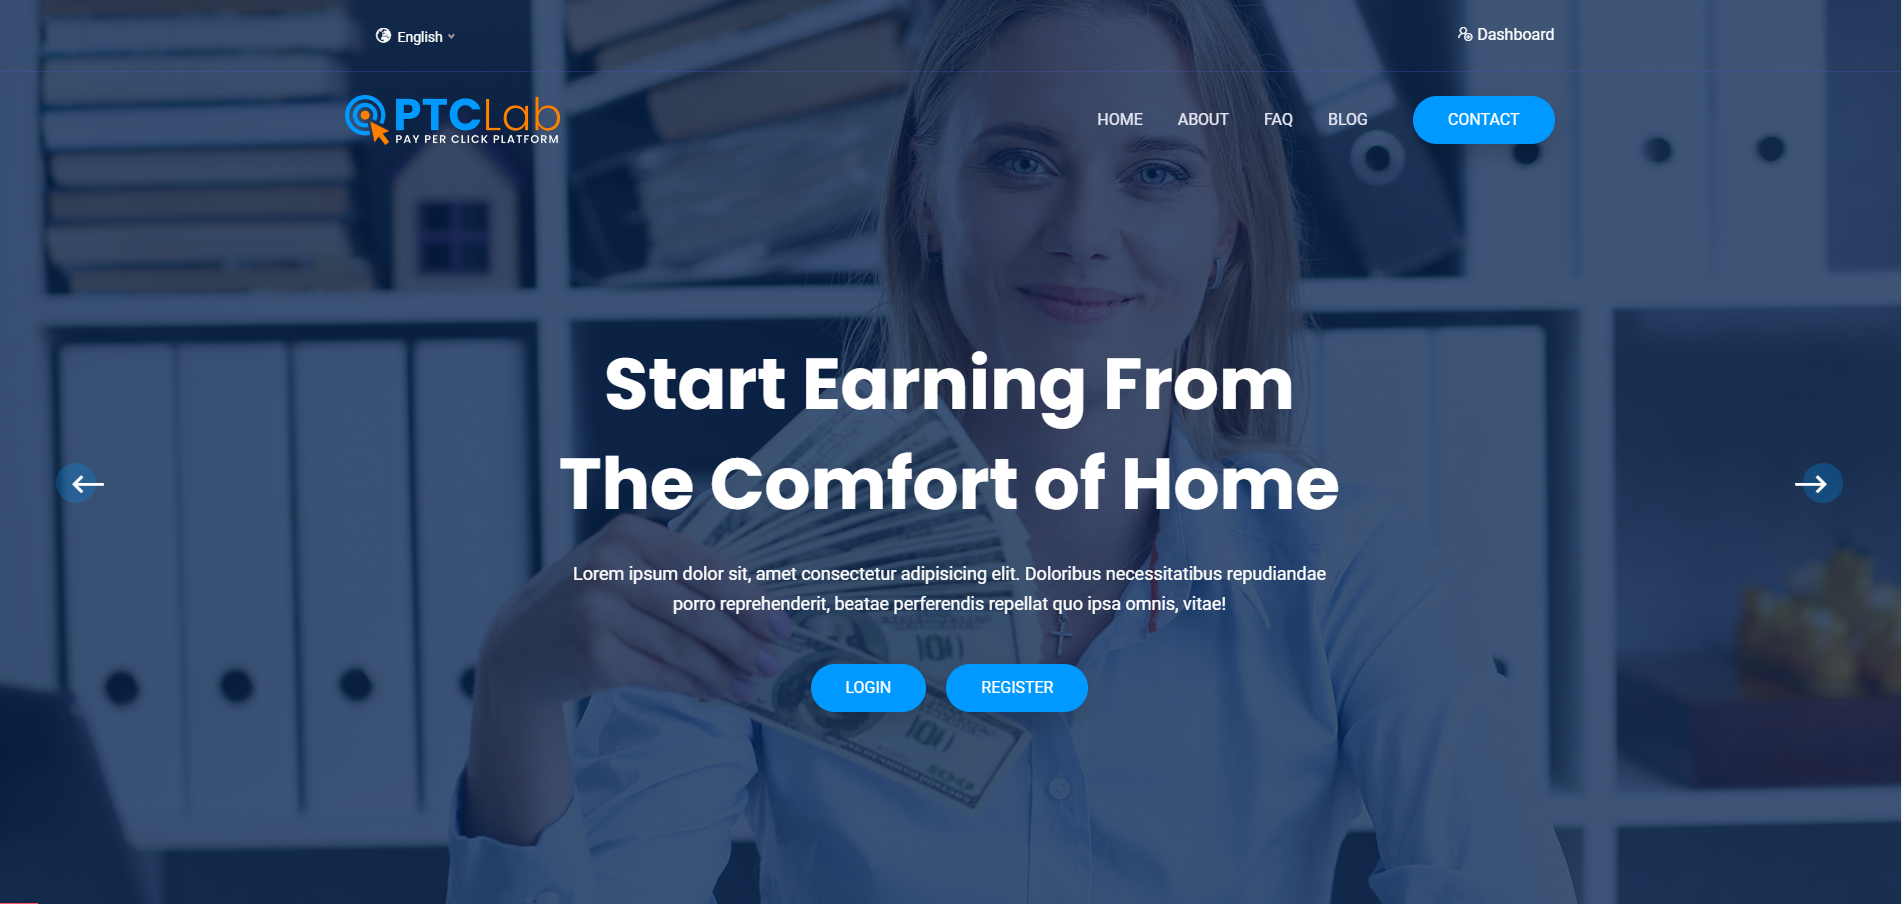 English
Dashboard
PTCLab
PAY PER CLICK PLATFORM
HOME ABOUT FAQ BLOG CONTACT
Start Earning From
The Comfort of Home
Lorem ipsum dolor sit, amet consectetur adipisicing elit. Doloribus necessitatibus repudiandae
porro reprehenderit, beatae perferendis repellat quo ipsa omnis, vitae!
100
LOGIN REGISTER
100